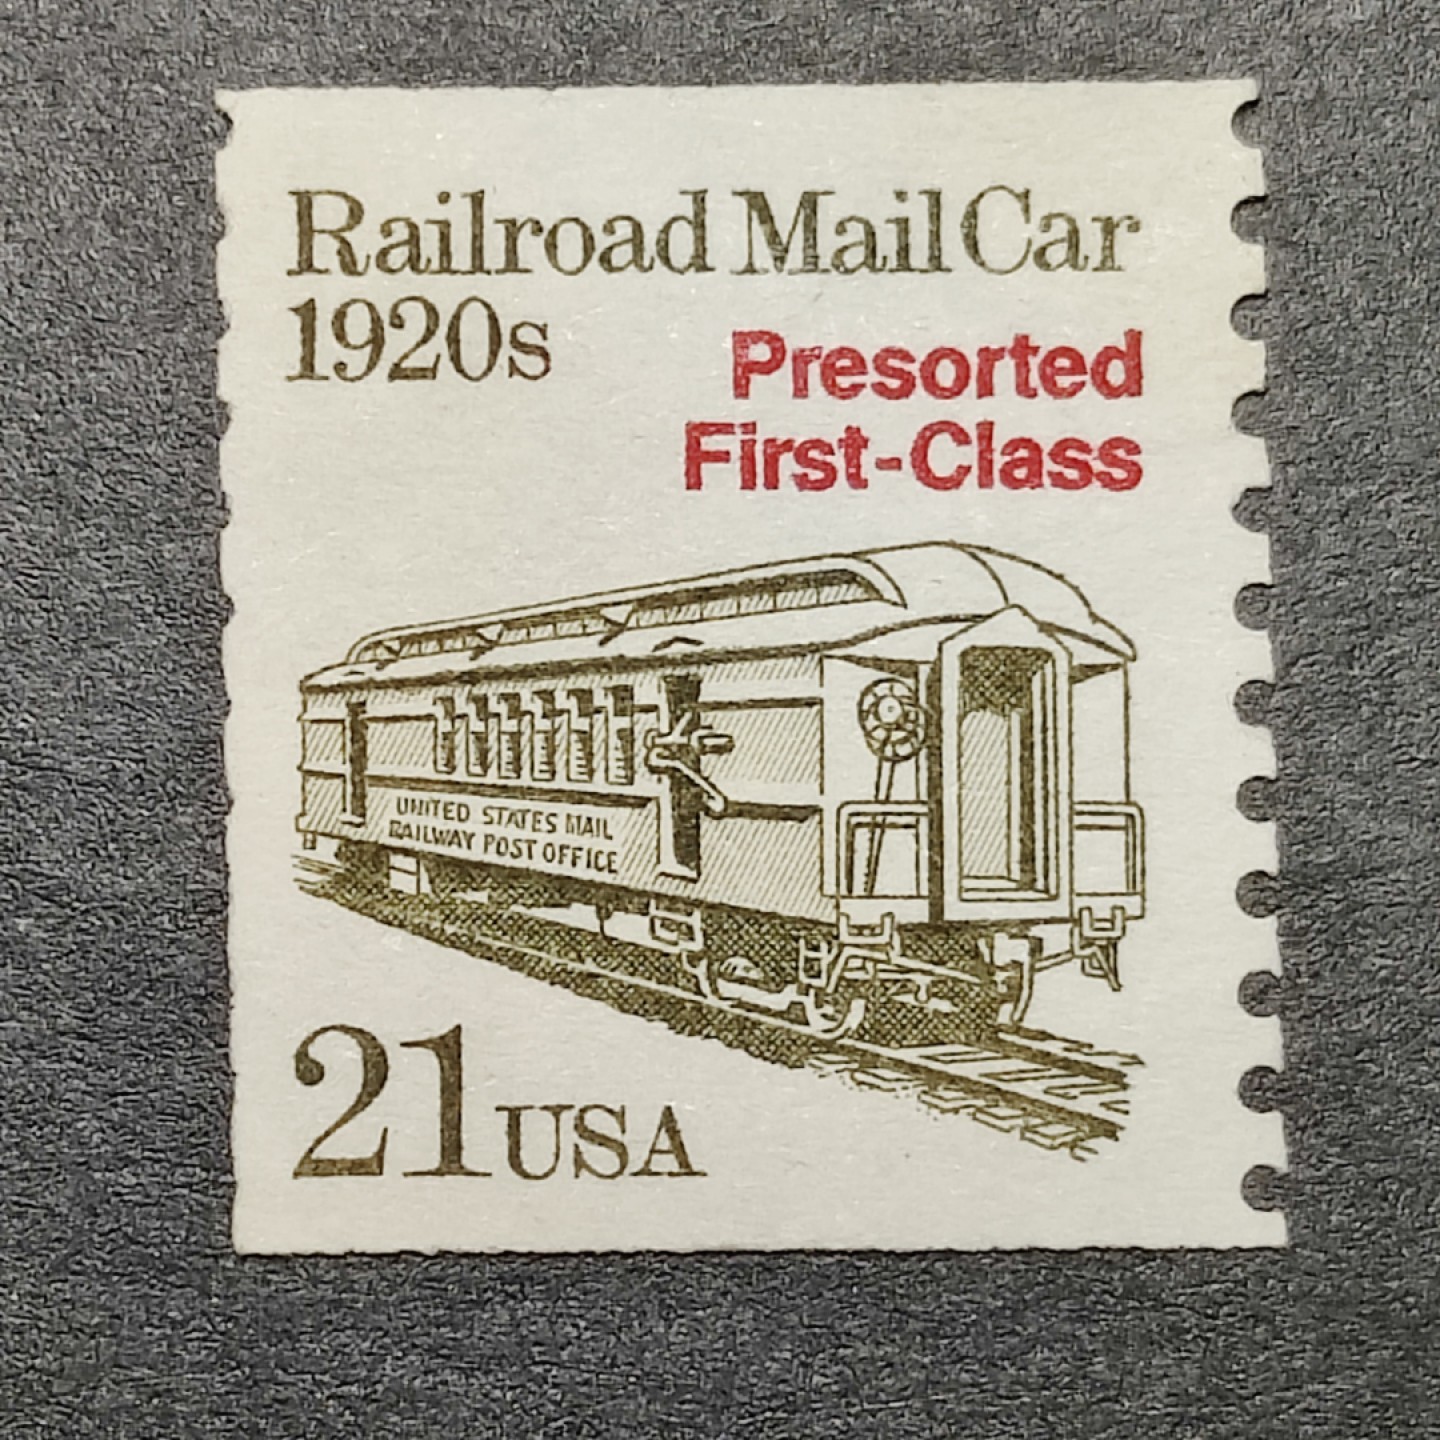 Railroad Mail Car
1920s
Presorted
First-Class
UNITED STATES MAIL
RAILWAY POST OFFICE
21 USA